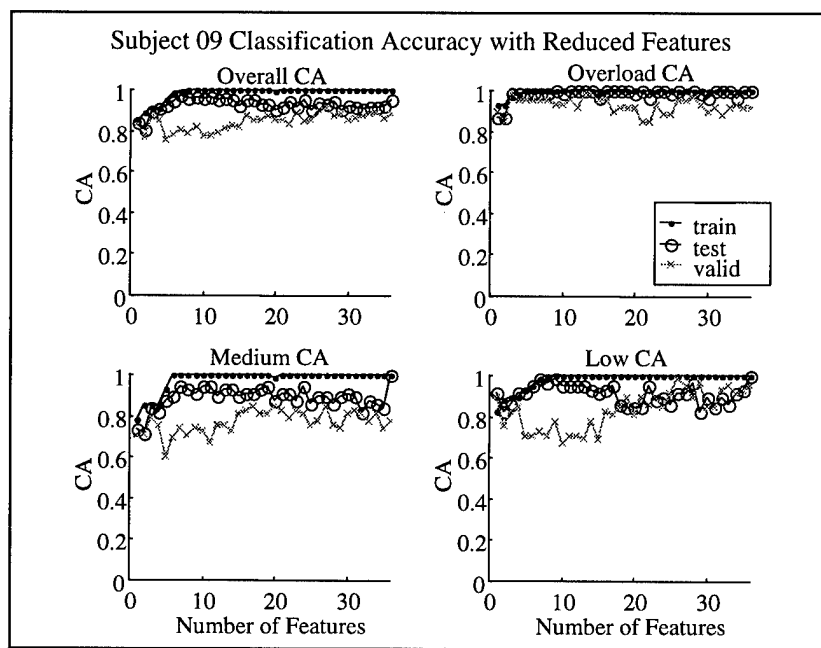 Subject 09 Classification Accuracy with Reduced Features
Overall CA
Overload CA
1
0.8
0.6
0.4
0.2
0
CA
0
10
20
30
1
0.8
0.6
0.4
0.2
0
CA
0
10
20
30
train
test
valid
Medium CA
Low CA
1
0.8
0.6
0.4
0.2
0
CA
0
10
20
30
Number of Features
1
0.8
0.6
0.4
0.2
0
CA
0
10
20
30
Number of Features